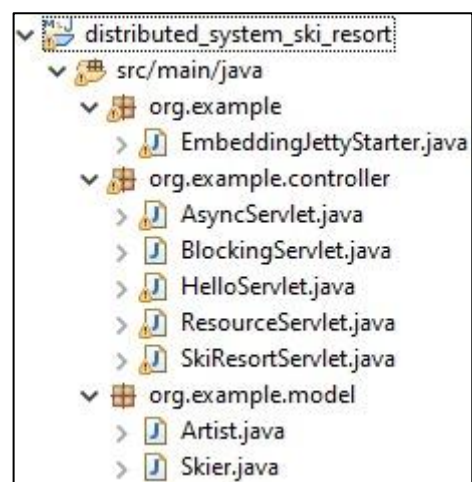 distributed_system_ski_resort
src/main/java
org.example
EmbeddingJettyStarter.java
org.example.controller
AsyncServlet.java
BlockingServlet.java
HelloServlet.java
ResourceServlet.java
SkiResortServlet.java
org.example.model
Artist.java
Skier.java